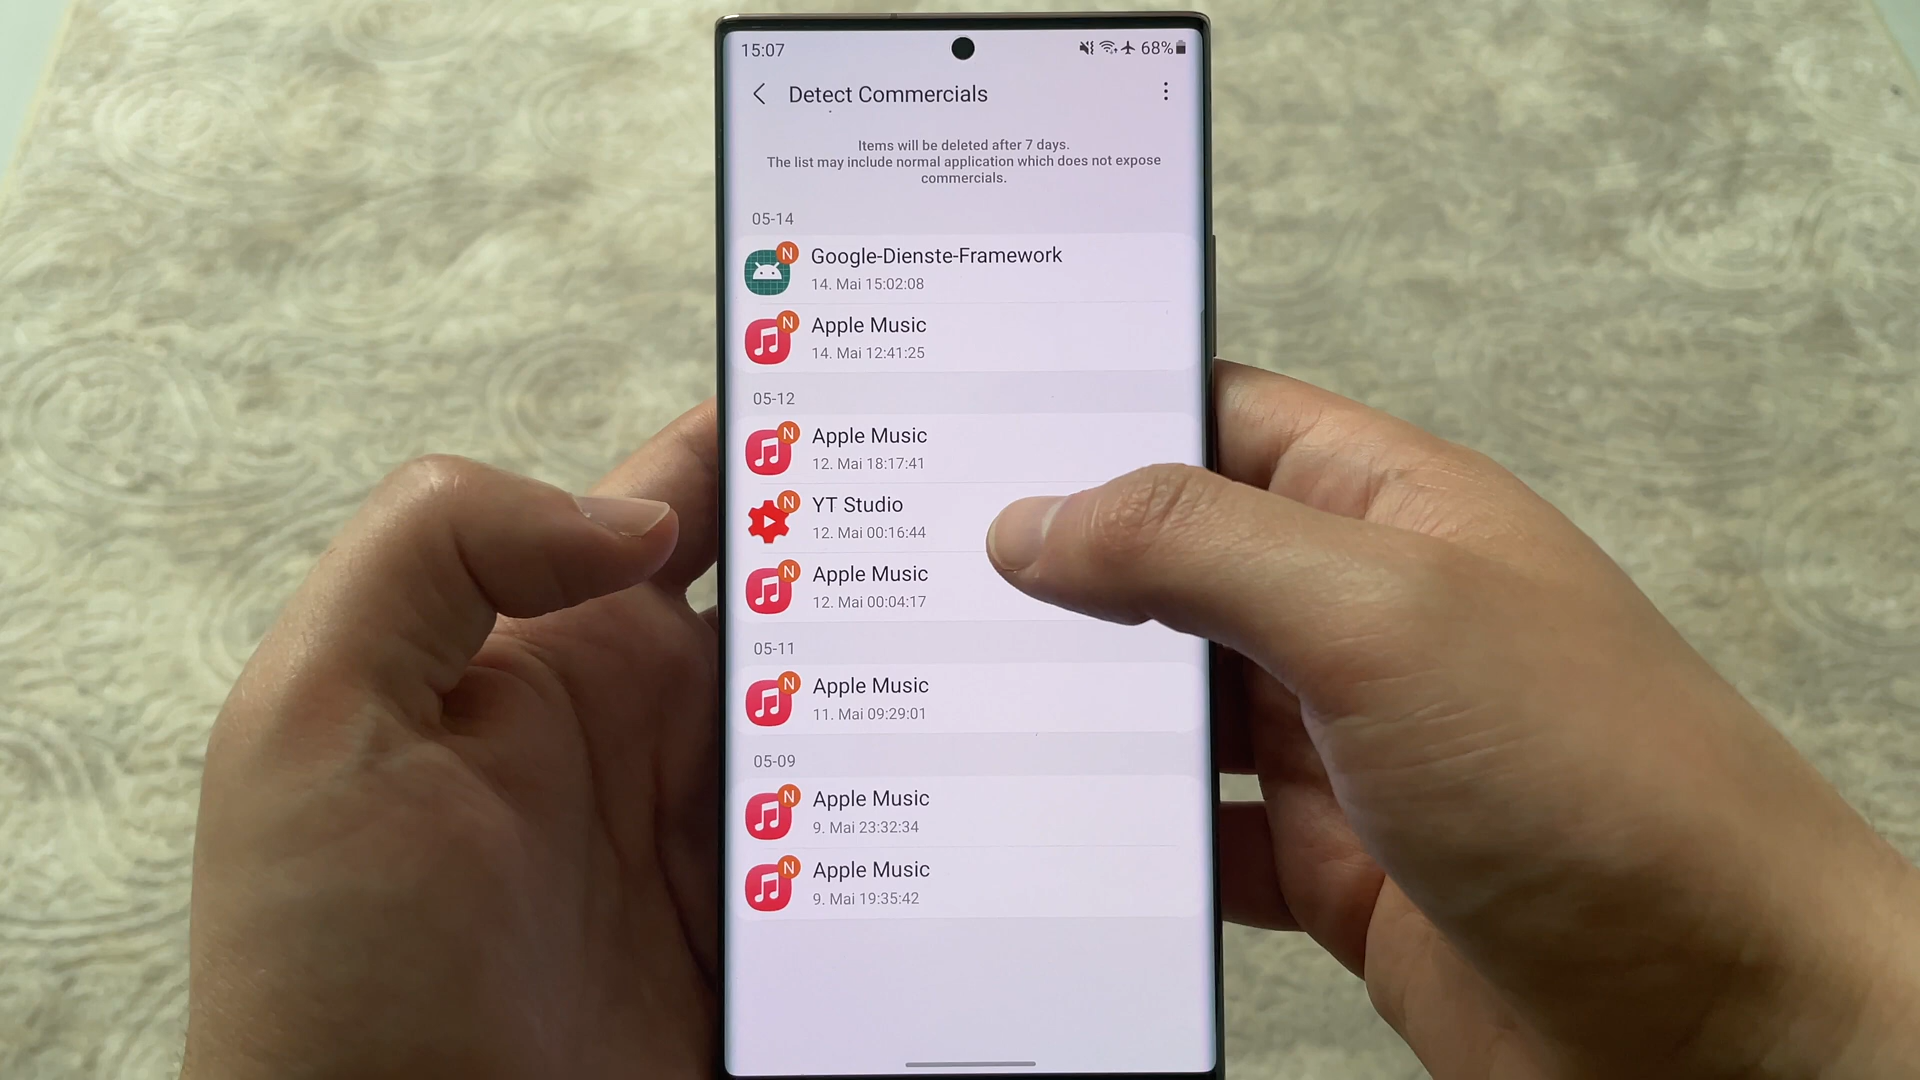 15:07
68%
Detect Commercials
Items will be deleted after 7 days.
The list may include normal application which does not expose
commercials.
05-14
N
Google-Dienste-Framework
14. Mai 15:02:08
N
Apple Music
14. Mai 12:41:25
05-12
N
Apple Music
12. Mai 18:17:41
N
YT Studio
12. Mai 00:16:44
N
Apple Music
12. Mai 00:04:17
05-11
N
Apple Music
11. Mai 09:29:01
05-09
N
Apple Music
9. Mai 23:32:34
N
Apple Music
9. Mai 19:35:42